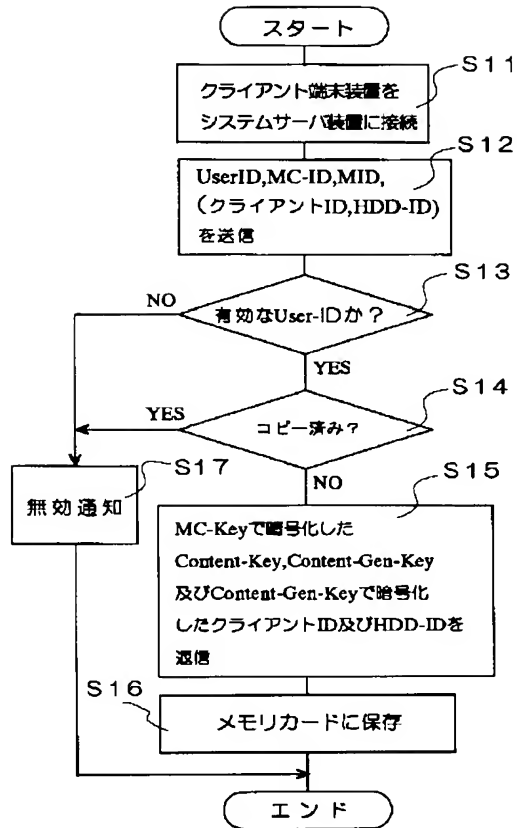 スタート
S11
クライアント端末装置を
システムサーバ装置に接続
S12
UserID,MC-ID,MID,
(クライアントID,HDD-ID)
を送信
S13
NO
有効なUser-IDか?
YES
S14
YES
コピー済み?
S17
NO
S15
無効通知
MC-Keyで暗号化した
Content-Key,Content-Gen-Key
及びContent-Gen-Keyで暗号化
したクライアントID及びHDD-IDを
返信
S16
メモリカードに保存
エンド